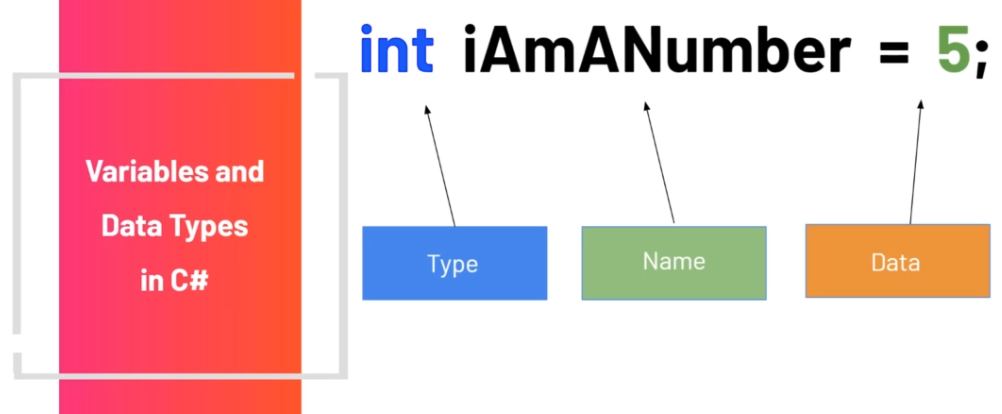 Variables and
Data Types
in C#
int iAmANumber = 5;
Type
Name
Data